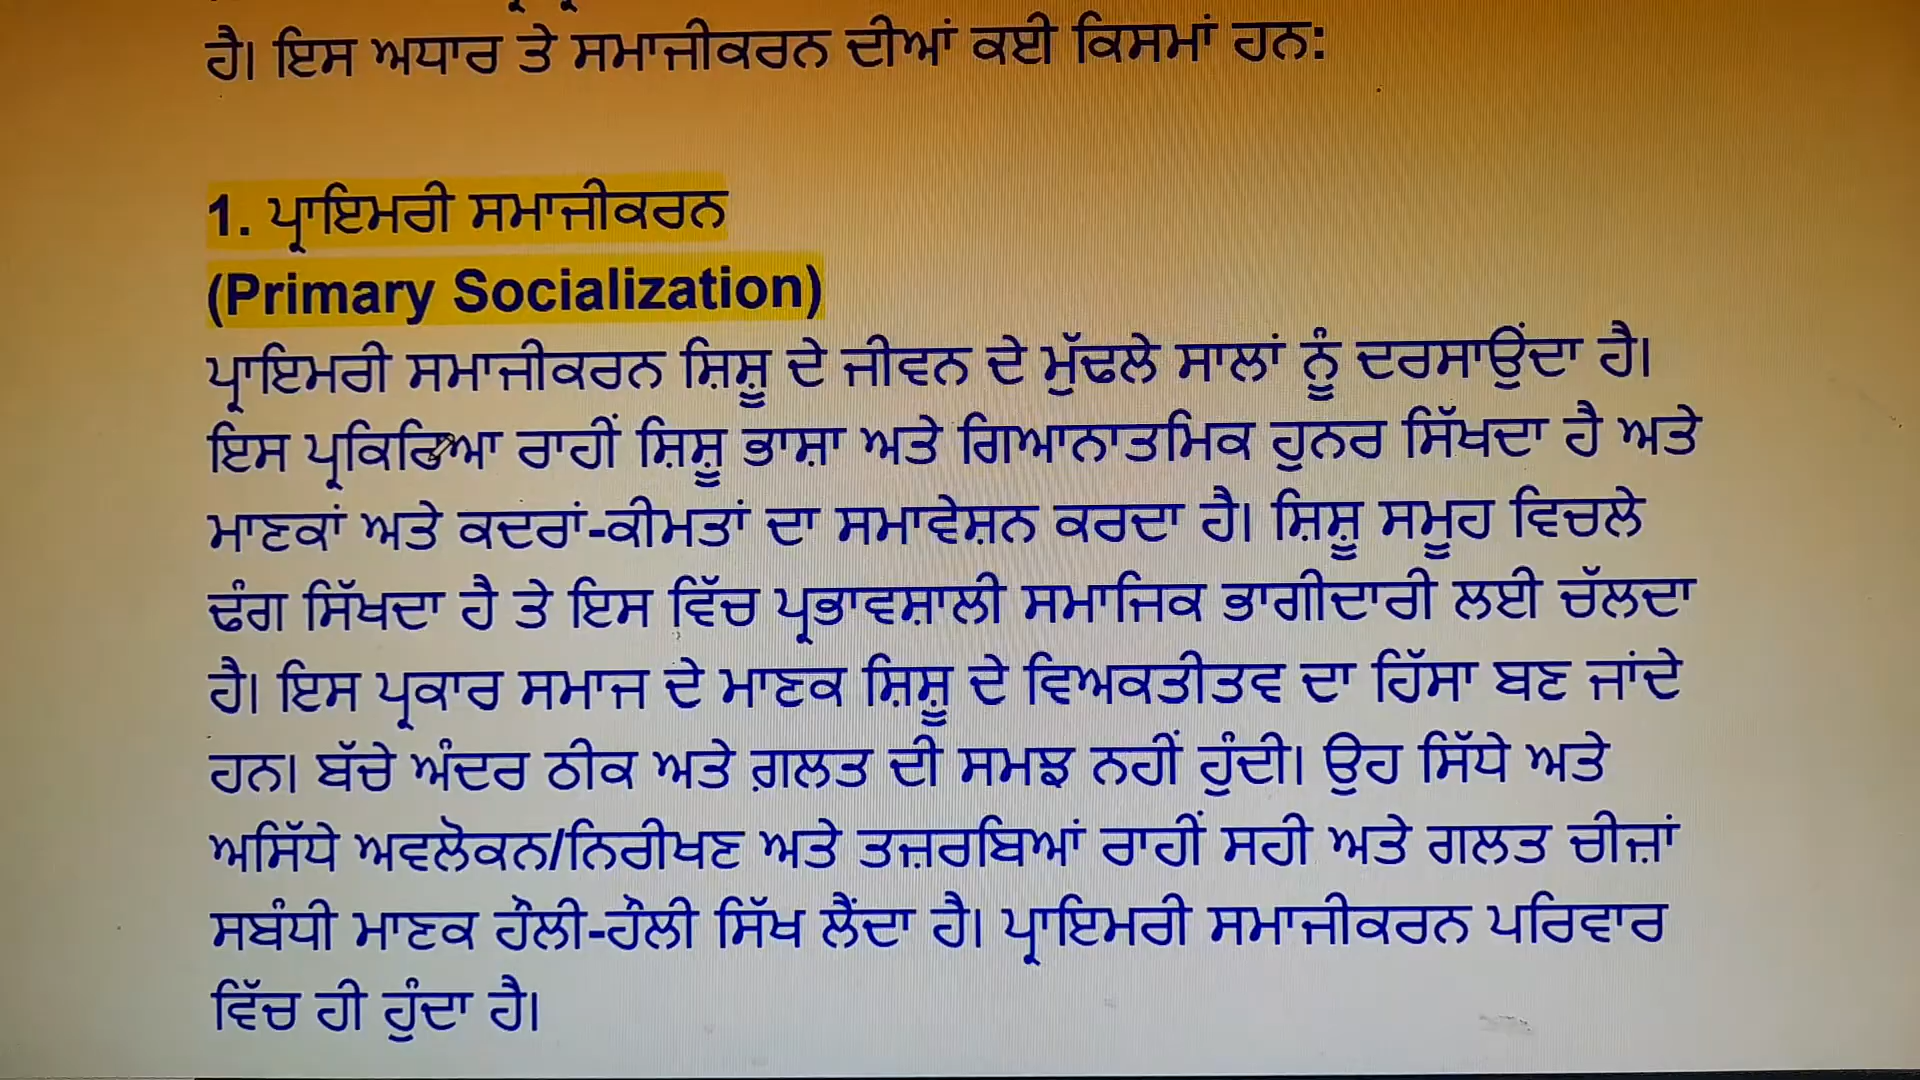 ਹੈ। ਇਸ ਅਧਾਰ ਤੇ ਸਮਾਜੀਕਰਨ ਦੀਆਂ ਕਈ ਕਿਸਮਾਂ ਹਨ:
1. ਪ੍ਰਾਇਮਰੀ ਸਮਾਜੀਕਰਨ
(Primary Socialization)
ਪ੍ਰਾਇਮਰੀ ਸਮਾਜੀਕਰਨ ਸ਼ਿਸ਼ੂ ਦੇ ਜੀਵਨ ਦੇ ਮੁੱਢਲੇ ਸਾਲਾਂ ਨੂੰ ਦਰਸਾਉਂਦਾ ਹੈ।
ਇਸ ਪ੍ਰਕਿਰਿਆ ਰਾਹੀਂ ਸ਼ਿਸ਼ੂ ਭਾਸ਼ਾ ਅਤੇ ਗਿਆਨਾਤਮਿਕ ਹੁਨਰ ਸਿੱਖਦਾ ਹੈ ਅਤੇ
ਮਾਣਕਾਂ ਅਤੇ ਕਦਰਾਂ-ਕੀਮਤਾਂ ਦਾ ਸਮਾਵੇਸ਼ਨ ਕਰਦਾ ਹੈ। ਸ਼ਿਸ਼ੂ ਸਮੂਹ ਵਿਚਲੇ
ਢੰਗ ਸਿੱਖਦਾ ਹੈ ਤੇ ਇਸ ਵਿੱਚ ਪ੍ਰਭਾਵਸ਼ਾਲੀ ਸਮਾਜਿਕ ਭਾਗੀਦਾਰੀ ਲਈ ਚੱਲਦਾ
ਹੈ। ਇਸ ਪ੍ਰਕਾਰ ਸਮਾਜ ਦੇ ਮਾਣਕ ਸ਼ਿਸ਼ੂ ਦੇ ਵਿਅਕਤੀਤਵ ਦਾ ਹਿੱਸਾ ਬਣ ਜਾਂਦੇ
ਹਨ। ਬੱਚੇ ਅੰਦਰ ਠੀਕ ਅਤੇ ਗ਼ਲਤ ਦੀ ਸਮਝ ਨਹੀਂ ਹੁੰਦੀ। ਉਹ ਸਿੱਧੇ ਅਤੇ
ਅਸਿੱਧੇ ਅਵਲੋਕਨ/ਨਿਰੀਖਣ ਅਤੇ ਤਜ਼ਰਬਿਆਂ ਰਾਹੀਂ ਸਹੀ ਅਤੇ ਗਲਤ ਚੀਜ਼ਾਂ
ਸਬੰਧੀ ਮਾਣਕ ਹੌਲੀ-ਹੌਲੀ ਸਿੱਖ ਲੈਂਦਾ ਹੈ। ਪ੍ਰਾਇਮਰੀ ਸਮਾਜੀਕਰਨ ਪਰਿਵਾਰ
ਵਿੱਚ ਹੀ ਹੁੰਦਾ ਹੈ।